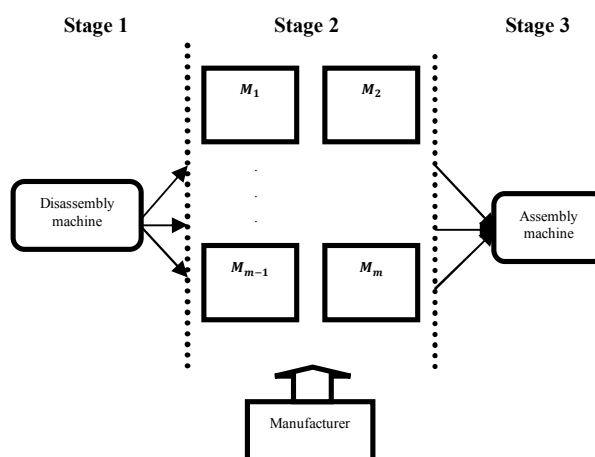 Stage 1 Stage 2 Stage 3
M₁ M₂
Disassembly
machine
Assembly
machine
Mₘ₋₁ Mₘ
Manufacturer